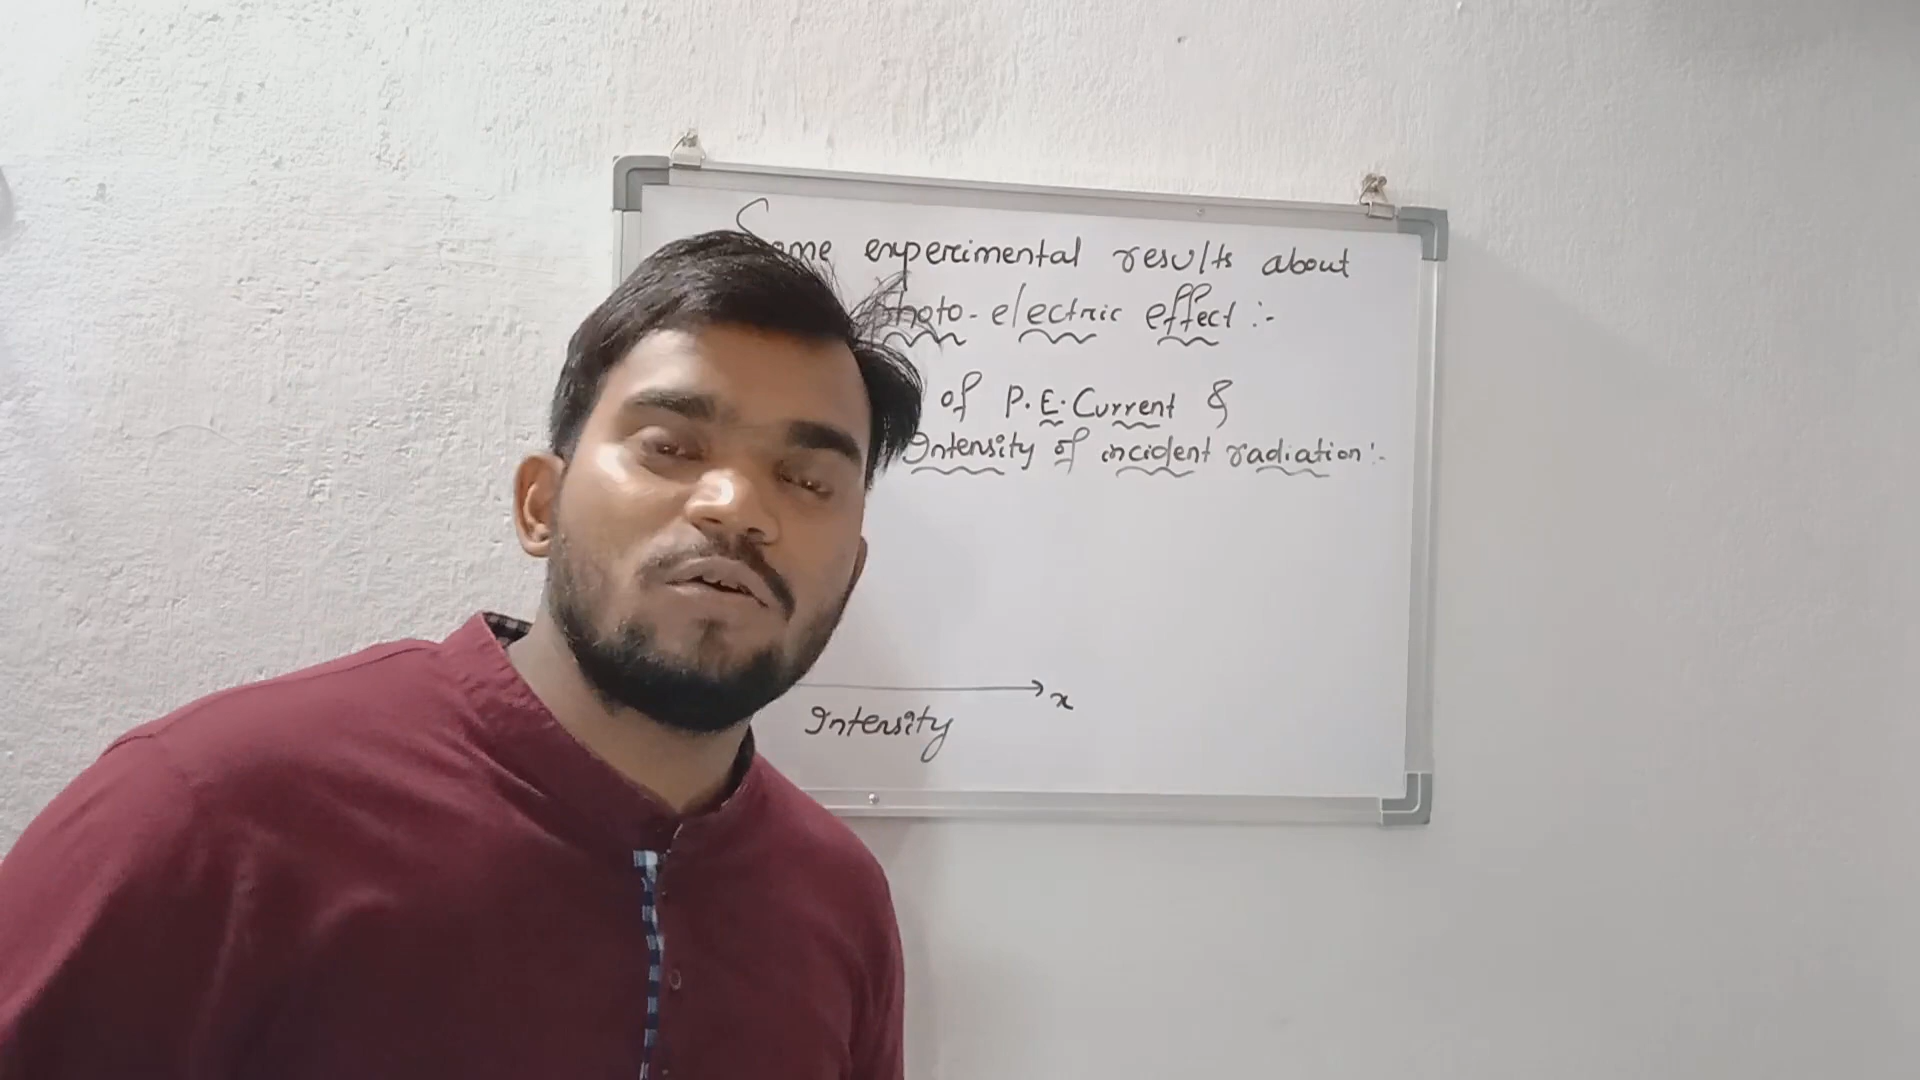 Some experimental results about
Photo-electric effect :-
of P.E. Current &
Intensity of incident radiation :-
x
Intensity